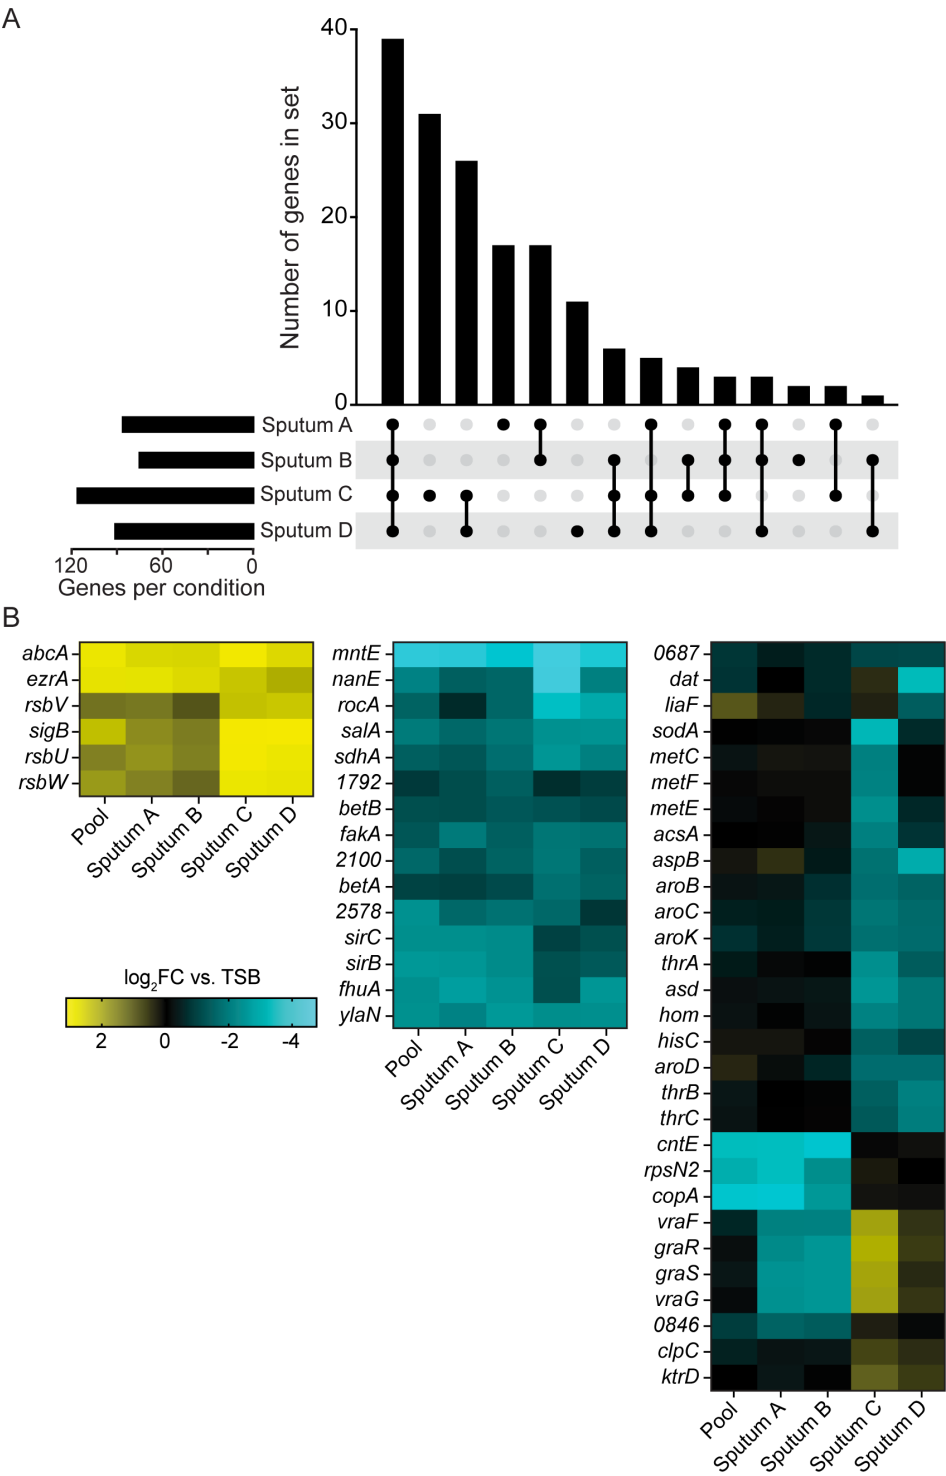 A
40
30
20
10
0
Number of genes in set
Sputum A
Sputum B
Sputum C
Sputum D
120 60 0
Genes per condition
B
abcA
ezrA
rsbV
sigB
rsbU
rsbW
Pool
Sputum A
Sputum B
Sputum C
Sputum D
log2FC vs. TSB
2 0 -2 -4
mntE
nanE
rocA
salA
sdhA
1792
betB
fakA
2100
betA
2578
sirC
sirB
fhuA
ylaN
Pool
Sputum A
Sputum B
Sputum C
Sputum D
0687
dat
liaF
sodA
metC
metF
metE
acsA
aspB
aroB
aroC
aroK
thrA
asd
hom
hisC
aroD
thrB
thrC
cntE
rpsN2
copA
vraF
graR
graS
vraG
0846
clpC
ktrD
Pool
Sputum A
Sputum B
Sputum C
Sputum D